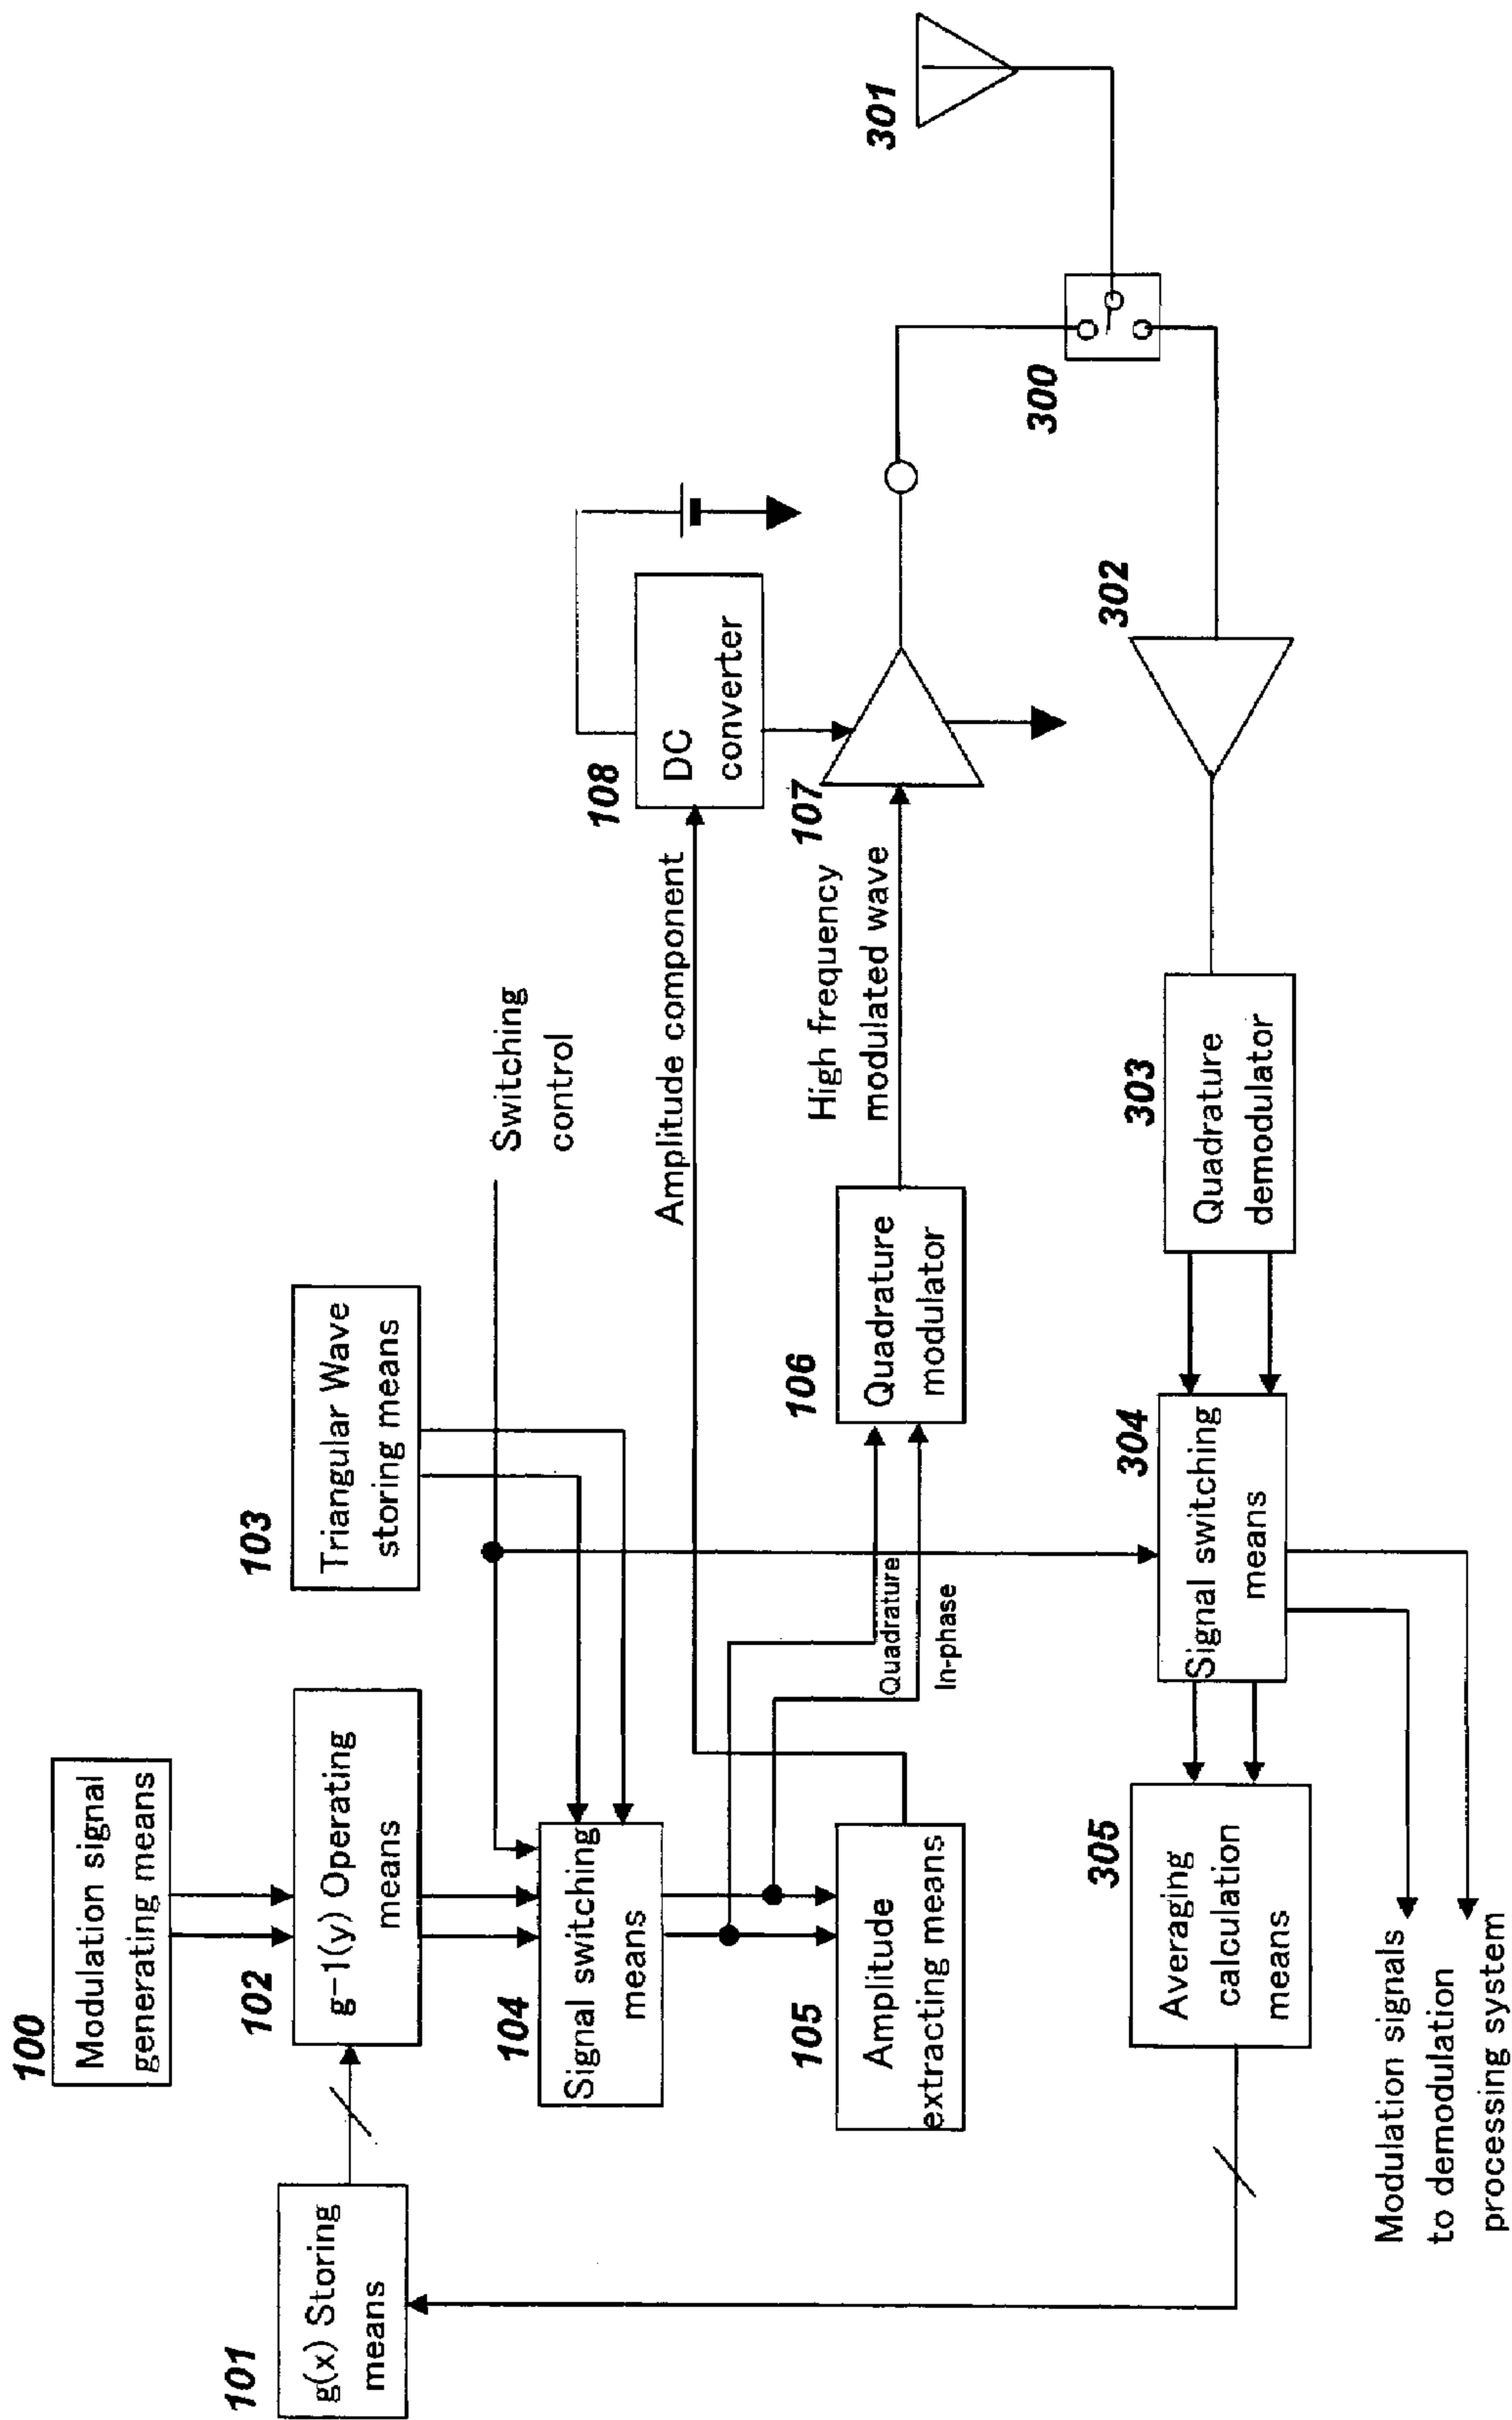 100
Modulation signal
generating means
101
g(x) Storing
means
102
g-1(y) Operating
means
103
Triangular Wave
storing means
Switching
control
104
Signal switching
means
105
Amplitude
extracting means
Amplitude component
Quadrature
In-phase
106
Quadrature
modulator
High frequency
modulated wave
107
108
DC
converter
300
301
302
303
Quadrature
demodulator
304
Signal switching
means
305
Averaging
calculation
means
Modulation signals
to demodulation
processing system